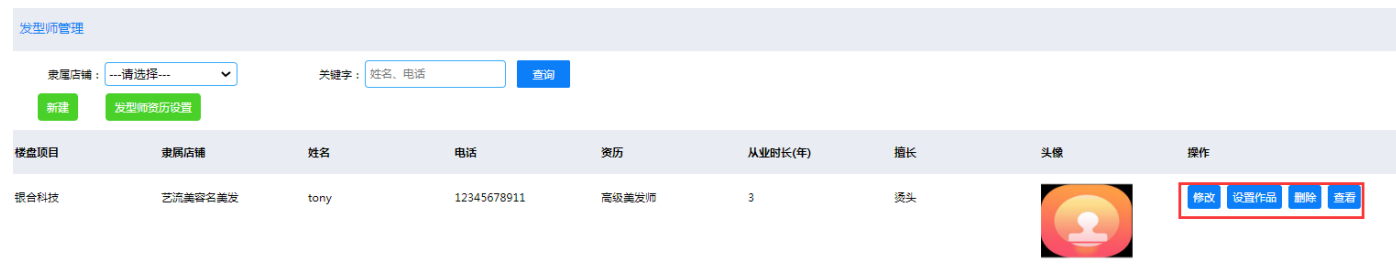 发型师管理
隶属店铺： ---请选择--- 关键字： 姓名、电话 查询
新建 发型师资历设置
楼盘项目 隶属店铺 姓名 电话 资历 从业时长(年) 擅长 头像 操作
银合科技 艺流美容名美发 tony 12345678911 高级美发师 3 烫头 修改 设置作品 删除 查看